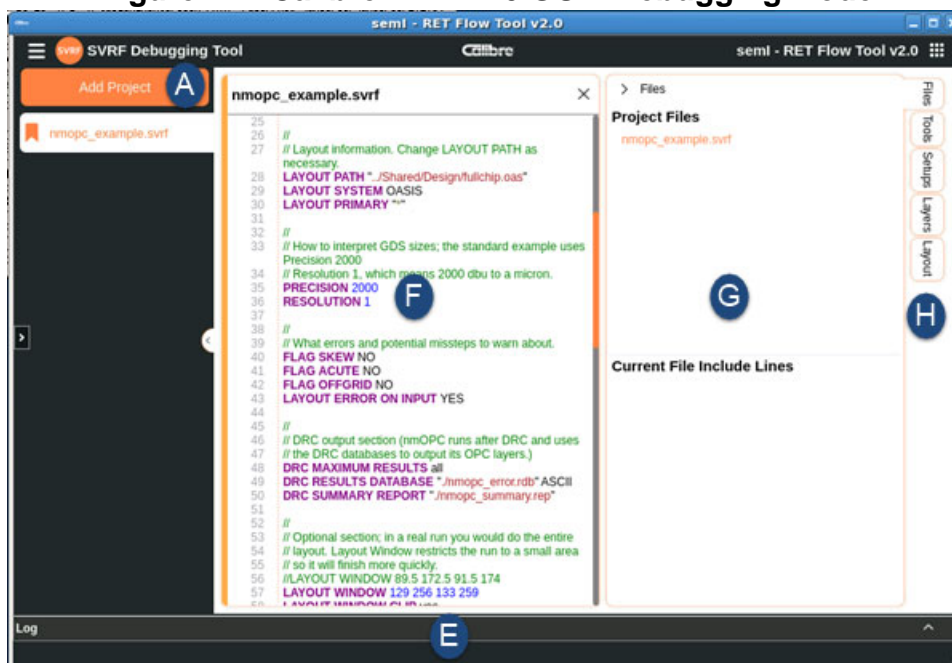 semi - RET Flow Tool v2.0
SVRF SVRF Debugging Tool
Calibre
semi - RET Flow Tool v2.0
Add Project
A
nmopc_example.svrf
nmopc_example.svrf
25
26 //
27 // Layout information. Change LAYOUT PATH as
necessary.
28 LAYOUT PATH "../Shared/Design/fullchip.oas"
29 LAYOUT SYSTEM OASIS
30 LAYOUT PRIMARY "*"
31
32 //
33 // How to interpret GDS sizes; the standard example uses
Precision 2000
34 // Resolution 1, which means 2000 dbu to a micron.
35 PRECISION 2000
36 RESOLUTION 1
37
38 //
39 // What errors and potential missteps to warn about.
40 FLAG SKEW NO
41 FLAG ACUTE NO
42 FLAG OFFGRID NO
43 LAYOUT ERROR ON INPUT YES
44
45 //
46 // DRC output section (nmOPC runs after DRC and uses
47 // the DRC databases to output its OPC layers.)
48 DRC MAXIMUM RESULTS all
49 DRC RESULTS DATABASE "./nmopc_error.rdb" ASCII
50 DRC SUMMARY REPORT "./nmopc_summary.rep"
51
52 //
53 // Optional section; in a real run you would do the entire
54 // layout. Layout Window restricts the run to a small area
55 // so it will finish more quickly.
56 //LAYOUT WINDOW 89.5 172.5 91.5 174
57 LAYOUT WINDOW 129 256 133 259
F
> Files
Project Files
nmopc_example.svrf
G
Current File Include Lines
Files
Tools
Setups
Layers
Layout
H
Log
E